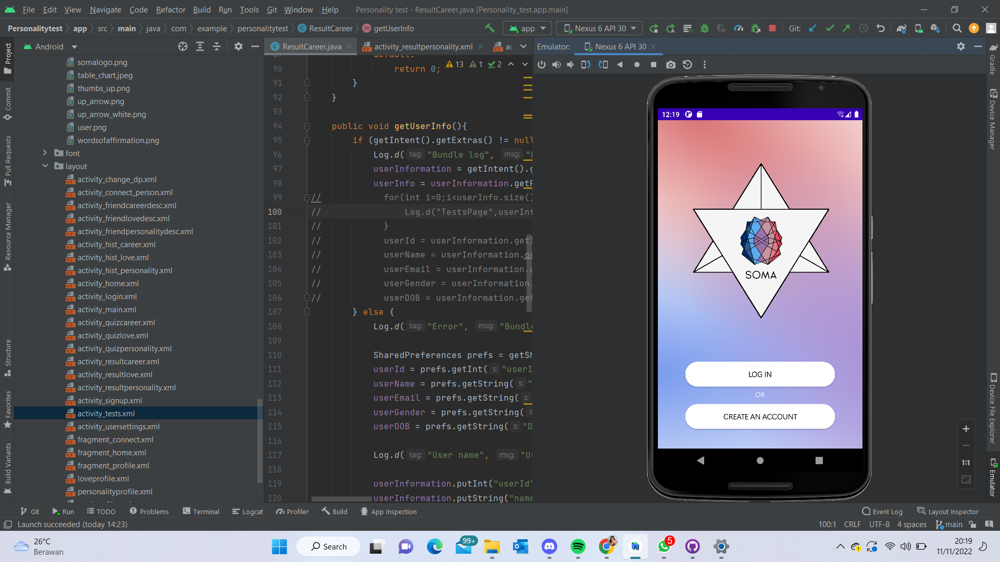 File Edit View Navigate Code Refactor Build Run Tools Git Window Help Personality test - ResultCareer.java [Personality_test.app.main]
Personalitytest app src main java com example personalitytest ResultCareer getUserInfo app Nexus 6 API 30 Git:
Android
ResultCareer.java activity_resultpersonality.xml ac
Emulator: Nexus 6 API 30
Project
Commit
Pull Requests
Resource Manager
Structure
Favorites
Build Variants
somalogo.png
table_chart.jpeg
thumbs_up.png
up_arrow.png
up_arrow_white.png
user.png
wordsofaffirmation.png
font
layout
activity_change_dp.xml
activity_connect_person.xml
activity_friendcareerdesc.xml
activity_friendlovedesc.xml
activity_friendpersonalitydesc.xml
activity_hist_career.xml
activity_hist_love.xml
activity_hist_personality.xml
activity_home.xml
activity_login.xml
activity_main.xml
activity_quizcareer.xml
activity_quizlove.xml
activity_quizpersonality.xml
activity_resultcareer.xml
activity_resultlove.xml
activity_resultpersonality.xml
activity_signup.xml
activity_tests.xml
activity_usersettings.xml
fragment_connect.xml
fragment_home.xml
fragment_profile.xml
loveprofile.xml
personalityprofile.xml
13 1 2
89 default:
90 return 0;
91 }
92 }
93
94 public void getUserInfo(){
95 if (getIntent().getExtras() != null
96 Log.d( tag: "Bundle log", msg: "
97 userInformation = getIntent().g
98 userInfo = userInformation.getP
99 // for(int i=0;i<userInfo.size()
100 // Log.d("TestsPage",userInf
101 // }
102 // userId = userInformation.getI
103 // userName = userInformation.ge
104 // userEmail = userInformation.g
105 // userGender = userInformation.
106 // userDOB = userInformation.get
107 } else {
108 Log.d( tag: "Error", msg: "Bundl
109
110 SharedPreferences prefs = getSh
111 userId = prefs.getInt( s: "userI
112 userName = prefs.getString( s: "
113 userEmail = prefs.getString( s:
114 userGender = prefs.getString( s
115 userDOB = prefs.getString( s: "D
116
117 Log.d( tag: "User name", msg: "Us
118
119 userInformation.putInt("userId"
120 userInformation.putString("name
12:19
SOMA
LOG IN
OR
CREATE AN ACCOUNT
1:1
Gradle
Device Manager
Device File Explorer
Emulator
Git Run TODO Problems Terminal Logcat Profiler Build App Inspection Event Log Layout Inspector
Launch succeeded (today 14:23) 100:1 CRLF UTF-8 4 spaces main
26°C
Berawan
Search
99+
5
20:19
11/11/2022